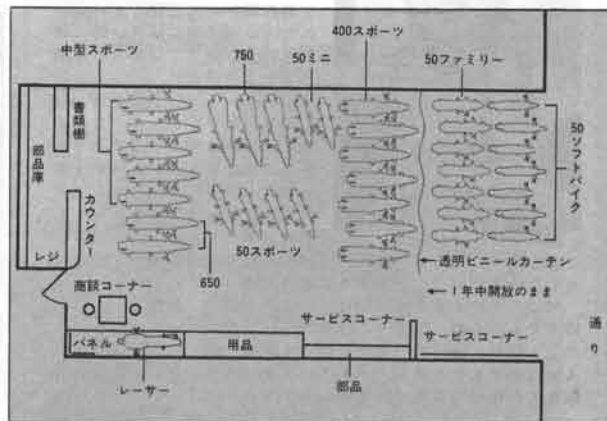 中型スポーツ
750
50ミニ
400スポーツ
50ファミリー
書類棚
部品庫
カウンター
レジ
50ソフトバイク
50スポーツ
650
透明ビニールカーテン
商談コーナー
1年中開放のまま
サービスコーナー
サービスコーナー
通り
パネル
用品
レーサー
部品